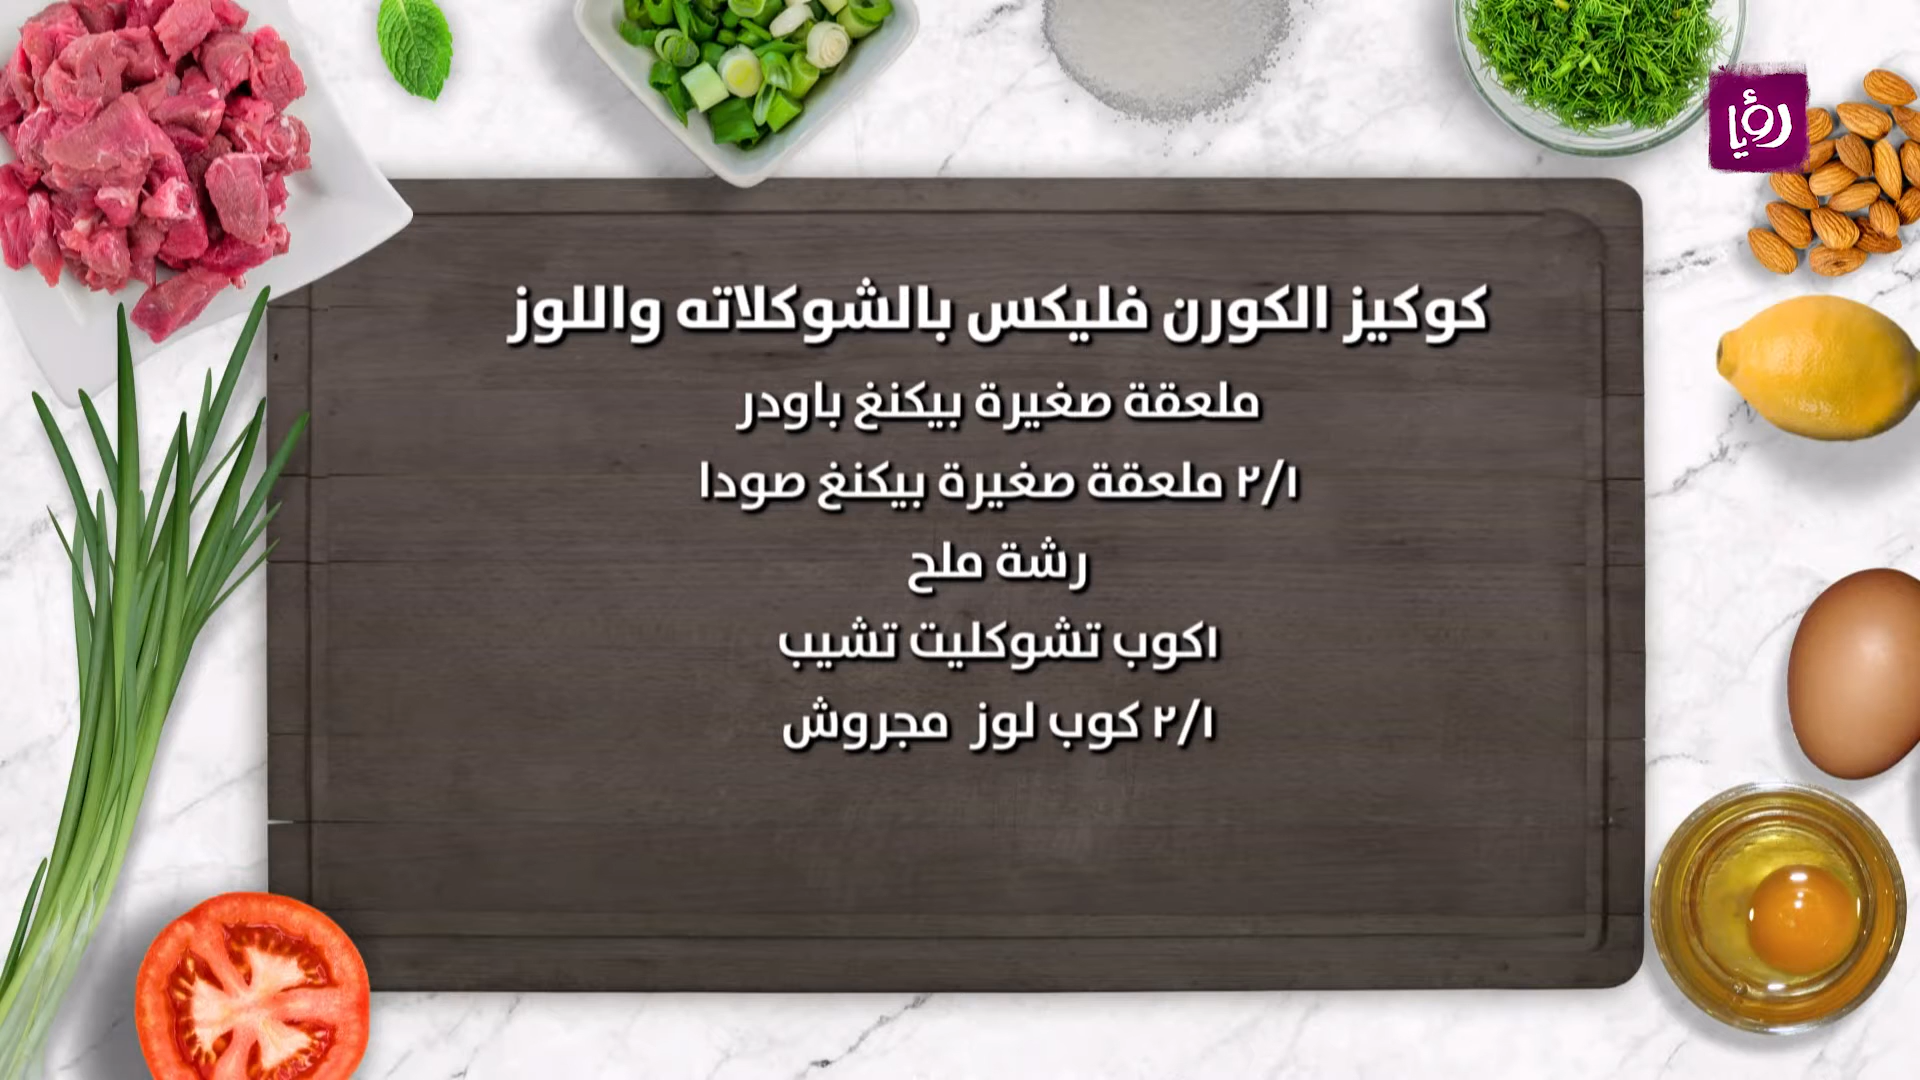 رؤيا
كوكيز الكورن فليكس بالشوكلاته واللوز
ملعقة صغيرة بيكنغ باودر
٢/١ ملعقة صغيرة بيكنغ صودا
رشة ملح
١كوب تشوكليت تشيب
٢/١ كوب لوز مجروش